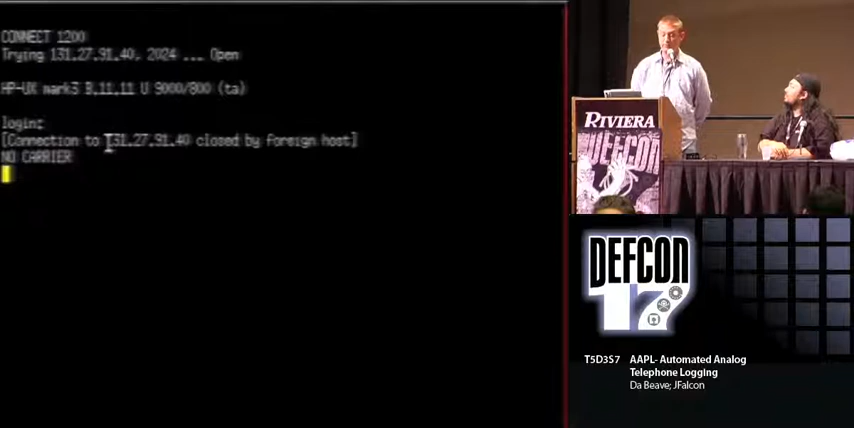 CONNECT 1200
Trying 131.27.91.40, 2024 ... Open
HP-UX mark3 B.11.11 U 9000/800 (ta)
login:
[Connection to 131.27.91.40 closed by foreign host]
NO CARRIER
RIVIERA
DEFCON
DEFCON
17
T5D3S7 AAPL- Automated Analog
Telephone Logging
Da Beave; JFalcon